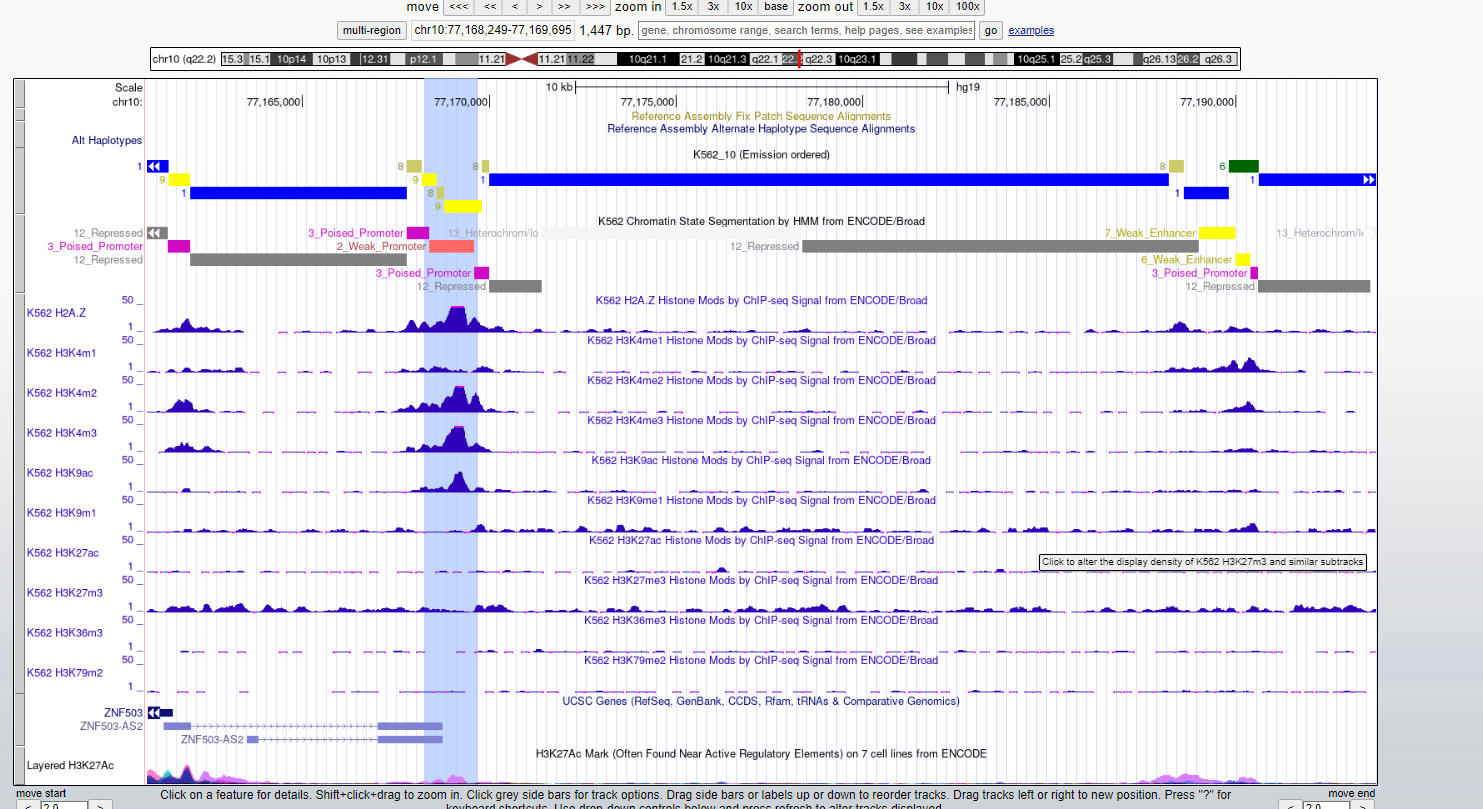 move <<< << < > >> >>> zoom in 1.5x 3x 10x base zoom out 1.5x 3x 10x 100x
multi-region chr10:77,168,249-77,169,695 1,447 bp. gene, chromosome range, search terms, help pages, see examples go examples
chr10 (q22.2) 15.3 15.1 10p14 10p13 12.31 p12.1 11.21 11.21 11.22 10q21.1 21.2 10q21.3 q22.1 22. q22.3 10q23.1 10q25.1 25.2 q25.3 q26.13 26.2 q26.3
Scale 10 kb hg19
chr10: 77,165,000 77,170,000 77,175,000 77,180,000 77,185,000 77,190,000
Reference Assembly Fix Patch Sequence Alignments
Reference Assembly Alternate Haplotype Sequence Alignments
Alt Haplotypes
K562_10 (Emission ordered)
1 8 8 8 6
9 9 1 1
1 8 1
9
K562 Chromatin State Segmentation by HMM from ENCODE/Broad
12_Repressed 3_Poised_Promoter 13_Heterochrom/lo 7_Weak_Enhancer 13_Heterochrom/l
3_Poised_Promoter 2_Weak_Promoter 12_Repressed
12_Repressed 6_Weak_Enhancer
3_Poised_Promoter 3_Poised_Promoter
12_Repressed 12_Repressed
50 _ K562 H2A.Z Histone Mods by ChIP-seq Signal from ENCODE/Broad
K562 H2A.Z
1 _
50 _ K562 H3K4me1 Histone Mods by ChIP-seq Signal from ENCODE/Broad
K562 H3K4m1
1 _
50 _ K562 H3K4me2 Histone Mods by ChIP-seq Signal from ENCODE/Broad
K562 H3K4m2
1 _
50 _ K562 H3K4me3 Histone Mods by ChIP-seq Signal from ENCODE/Broad
K562 H3K4m3
1 _
50 _ K562 H3K9ac Histone Mods by ChIP-seq Signal from ENCODE/Broad
K562 H3K9ac
1 _
50 _ K562 H3K9me1 Histone Mods by ChIP-seq Signal from ENCODE/Broad
K562 H3K9m1
1 _
50 _ K562 H3K27ac Histone Mods by ChIP-seq Signal from ENCODE/Broad
K562 H3K27ac
Click to alter the display density of K562 H3K27m3 and similar subtracks
1 _
50 _ K562 H3K27me3 Histone Mods by ChIP-seq Signal from ENCODE/Broad
K562 H3K27m3
1 _
50 _ K562 H3K36me3 Histone Mods by ChIP-seq Signal from ENCODE/Broad
K562 H3K36m3
1 _
50 _ K562 H3K79me2 Histone Mods by ChIP-seq Signal from ENCODE/Broad
K562 H3K79m2
1 _
UCSC Genes (RefSeq, GenBank, CCDS, Rfam, tRNAs & Comparative Genomics)
ZNF503
ZNF503-AS2
ZNF503-AS2
H3K27Ac Mark (Often Found Near Active Regulatory Elements) on 7 cell lines from ENCODE
Layered H3K27Ac
move start Click on a feature for details. Shift+click+drag to zoom in. Click grey side bars for track options. Drag side bars or labels up or down to reorder tracks. Drag tracks left or right to new position. Press "?" for move end
< 2.0 > keyboard shortcuts. Use drop-down controls below and press refresh to alter tracks displayed. < 2.0 >